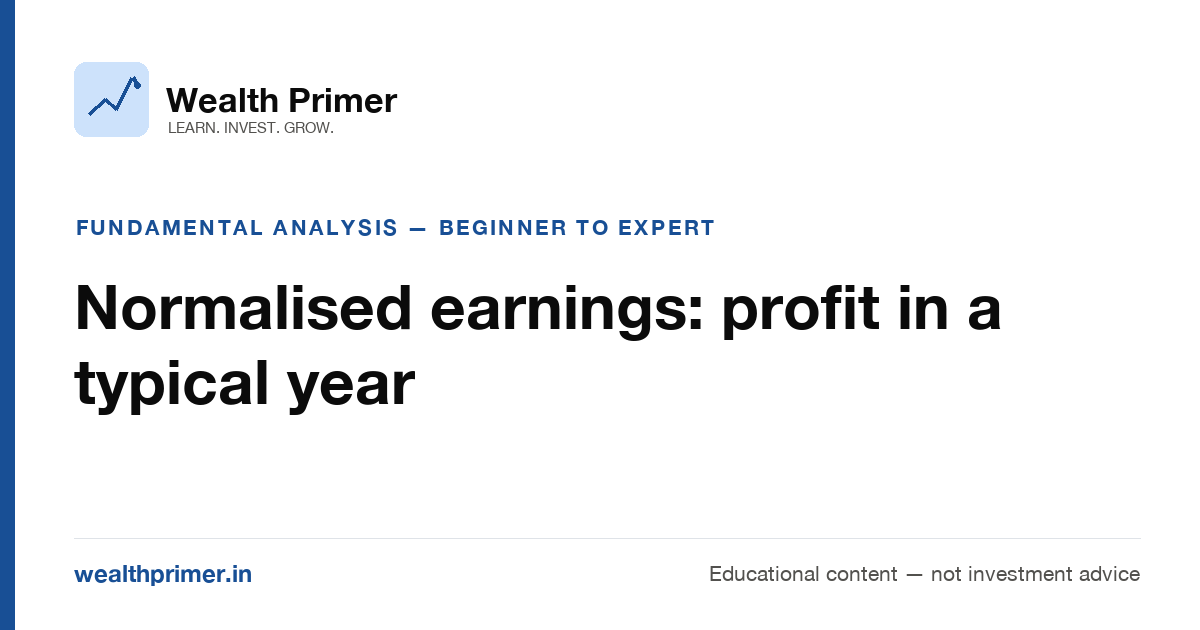 Wealth Primer
LEARN. INVEST. GROW.
FUNDAMENTAL ANALYSIS — BEGINNER TO EXPERT
Normalised earnings: profit in a
typical year
wealthprimer.in
Educational content — not investment advice